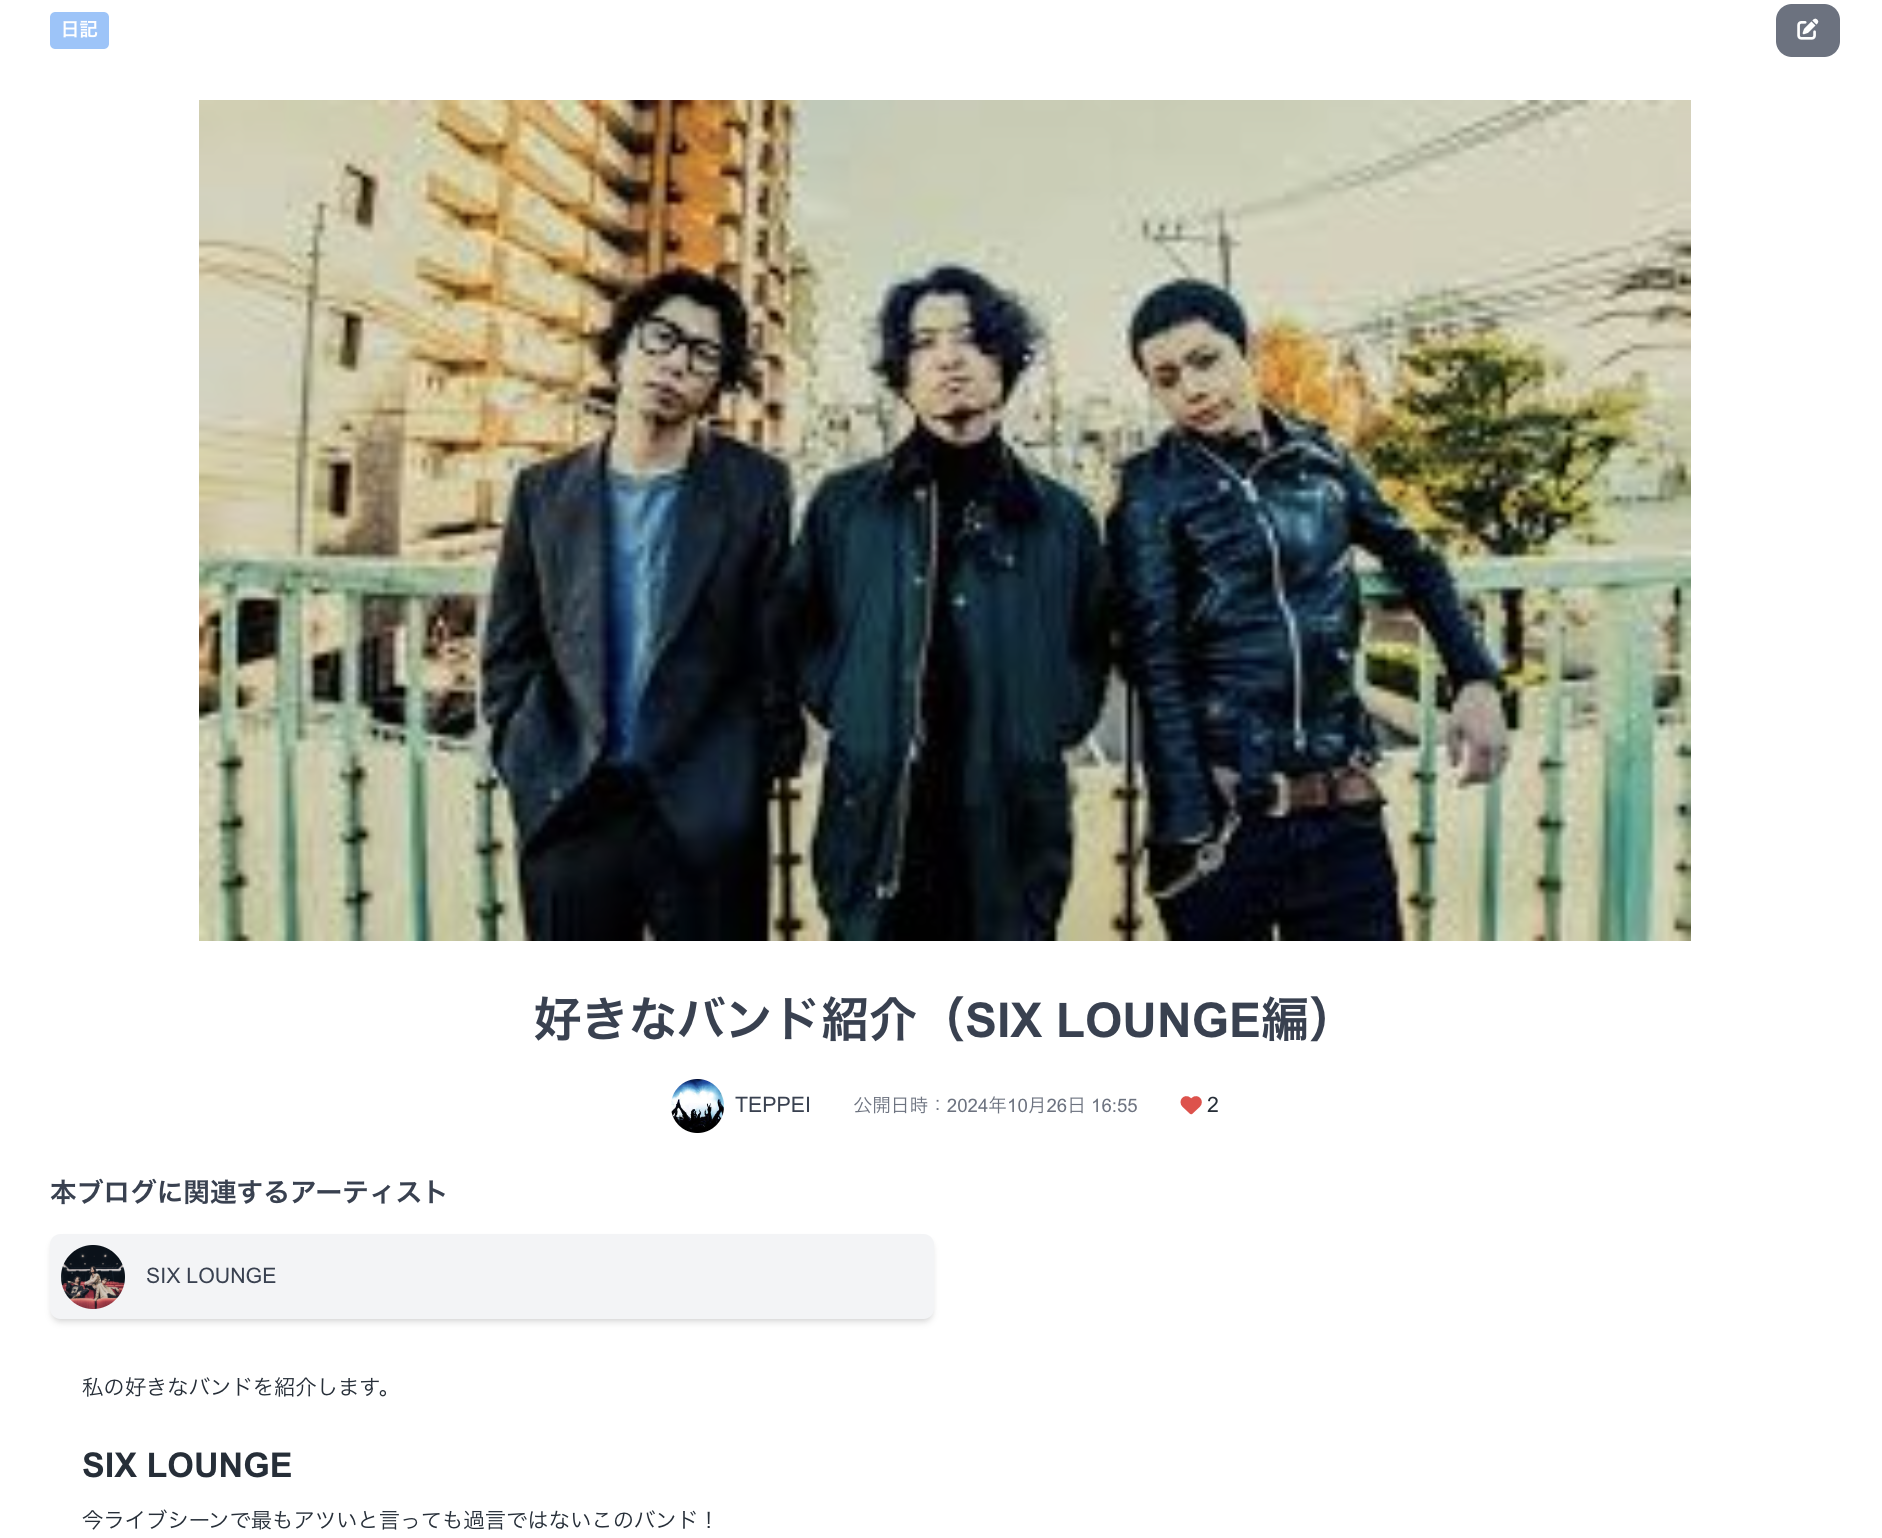 日記
好きなバンド紹介（SIX LOUNGE編）
TEPPEI 公開日時：2024年10月26日 16:55 2
本ブログに関連するアーティスト
SIX LOUNGE
私の好きなバンドを紹介します。
SIX LOUNGE
今ライブシーンで最もアツいと言っても過言ではないこのバンド！